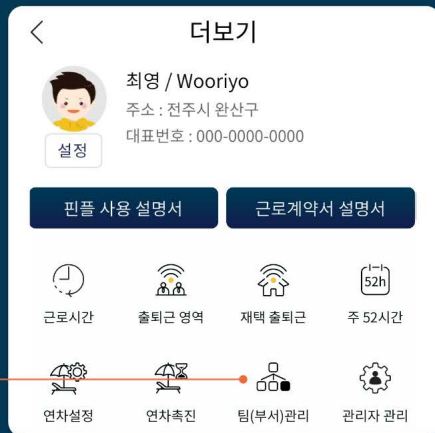 더보기
최영 / Wooriyo
주소 : 전주시 완산구
대표번호 : 000-0000-0000
설정
핀플 사용 설명서 근로계약서 설명서
52h
근로시간 출퇴근 영역 재택 출퇴근 주 52시간
연차설정 연차촉진 팀(부서)관리 관리자 관리